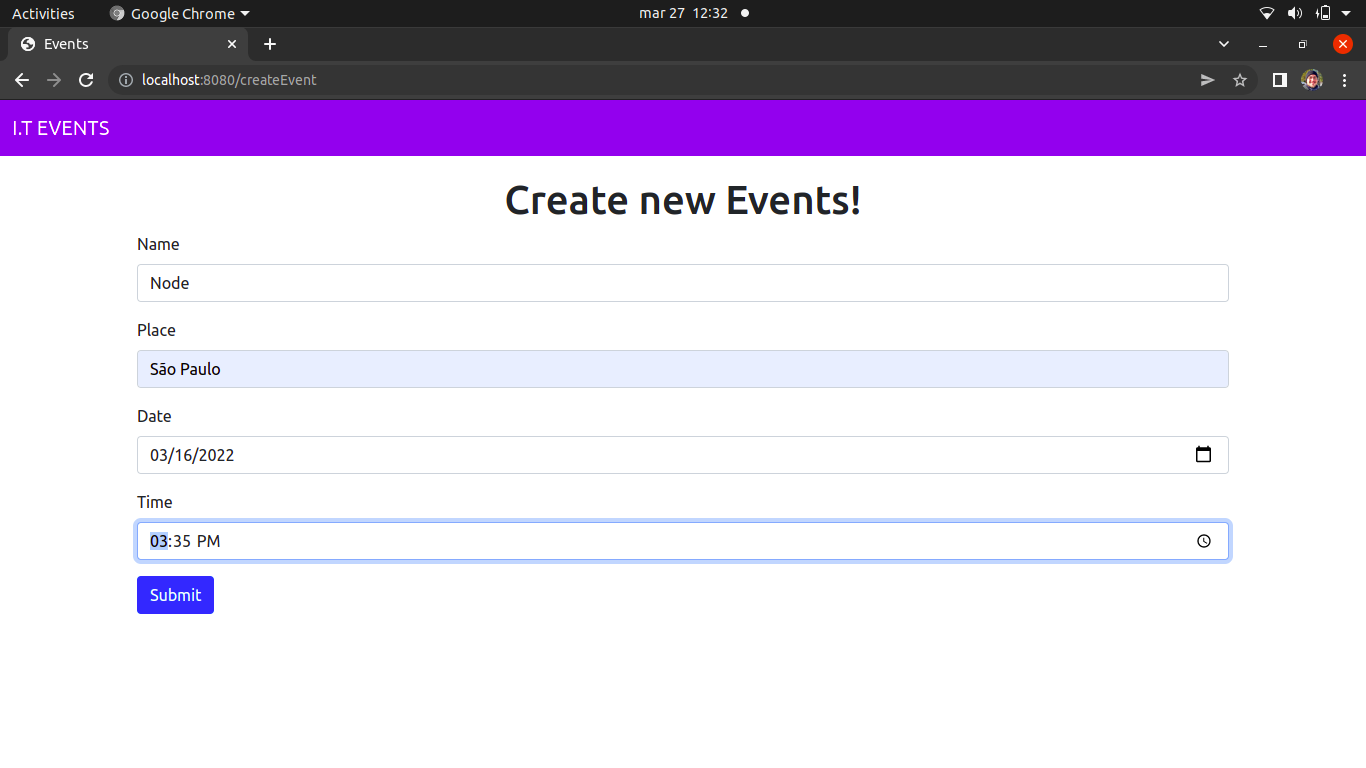 Activities Google Chrome mar 27 12:32
Events
localhost:8080/createEvent
I.T EVENTS
Create new Events!
Name
Node
Place
São Paulo
Date
03/16/2022
Time
03:35 PM
Submit